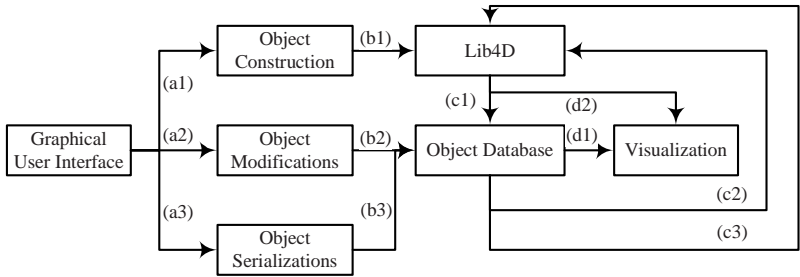 Object
Construction
(b1)
Lib4D
(a1)
(c1)
(d2)
Graphical
User Interface
(a2)
Object
Modifications
(b2)
Object Database
(d1)
Visualization
(a3)
(b3)
(c2)
Object
Serializations
(c3)